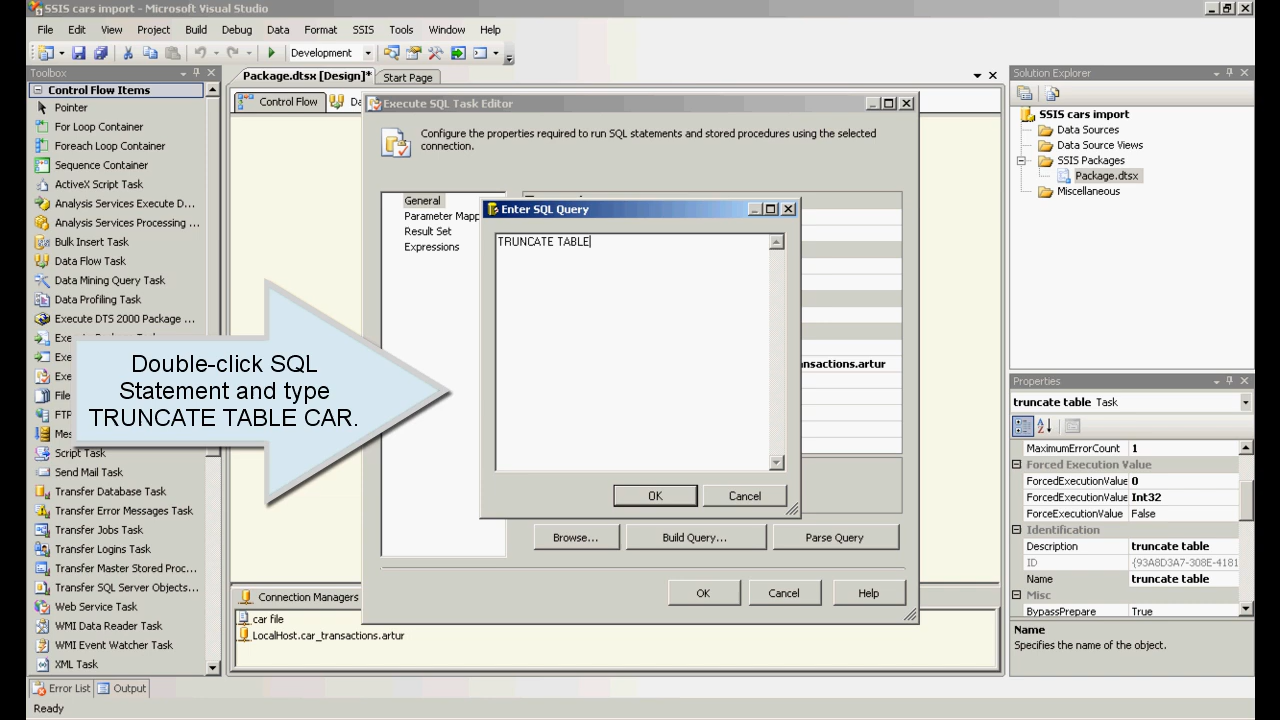 SSIS cars import - Microsoft Visual Studio
File Edit View Project Build Debug Data Format SSIS Tools Window Help
Development
Toolbox
Control Flow Items
Pointer
For Loop Container
Foreach Loop Container
Sequence Container
ActiveX Script Task
Analysis Services Execute D...
Analysis Services Processing ...
Bulk Insert Task
Data Flow Task
Data Mining Query Task
Data Profiling Task
Execute DTS 2000 Package ...
Exe
Exe
Exe
File
FTP
Mes
Script Task
Send Mail Task
Transfer Database Task
Transfer Error Messages Task
Transfer Jobs Task
Transfer Logins Task
Transfer Master Stored Proc...
Transfer SQL Server Objects...
Web Service Task
WMI Data Reader Task
WMI Event Watcher Task
XML Task
Package.dtsx [Design]* Start Page
Control Flow Da
Execute SQL Task Editor
Configure the properties required to run SQL statements and stored procedures using the selected
connection.
General
Parameter Mapp
Result Set
Expressions
Enter SQL Query
TRUNCATE TABLE
OK Cancel
nsactions.artur
Browse... Build Query... Parse Query
OK Cancel Help
Double-click SQL
Statement and type
TRUNCATE TABLE CAR.
Connection Managers
car file
LocalHost.car_transactions.artur
Solution Explorer
SSIS cars import
Data Sources
Data Source Views
SSIS Packages
Package.dtsx
Miscellaneous
Properties
truncate table Task
MaximumErrorCount 1
Forced Execution Value
ForcedExecutionValue 0
ForcedExecutionValue Int32
ForceExecutionValue False
Identification
Description truncate table
ID {93A8D3A7-308E-4181
Name truncate table
Misc
BypassPrepare True
Name
Specifies the name of the object.
Error List Output
Ready